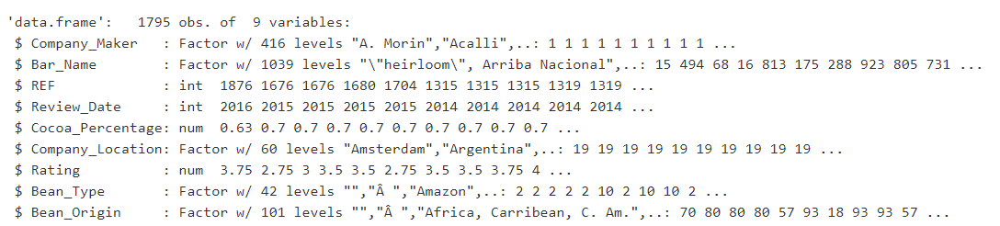 'data.frame':   1795 obs. of  9 variables:
 $ Company_Maker   : Factor w/ 416 levels "A. Morin","Acalli",..: 1 1 1 1 1 1 1 1 1 1 ...
 $ Bar_Name        : Factor w/ 1039 levels "\"heirloom\", Arriba Nacional",..: 15 494 68 16 813 175 288 923 805 731 ...
 $ REF             : int  1876 1676 1676 1680 1704 1315 1315 1315 1319 1319 ...
 $ Review_Date     : int  2016 2015 2015 2015 2015 2014 2014 2014 2014 2014 ...
 $ Cocoa_Percentage: num  0.63 0.7 0.7 0.7 0.7 0.7 0.7 0.7 0.7 0.7 ...
 $ Company_Location: Factor w/ 60 levels "Amsterdam","Argentina",..: 19 19 19 19 19 19 19 19 19 19 ...
 $ Rating          : num  3.75 2.75 3 3.5 3.5 2.75 3.5 3.5 3.75 4 ...
 $ Bean_Type       : Factor w/ 42 levels "","Â ","Amazon",..: 2 2 2 2 2 10 2 10 10 2 ...
 $ Bean_Origin     : Factor w/ 101 levels "","Â ","Africa, Carribean, C. Am.",..: 70 80 80 80 57 93 18 93 93 57 ...